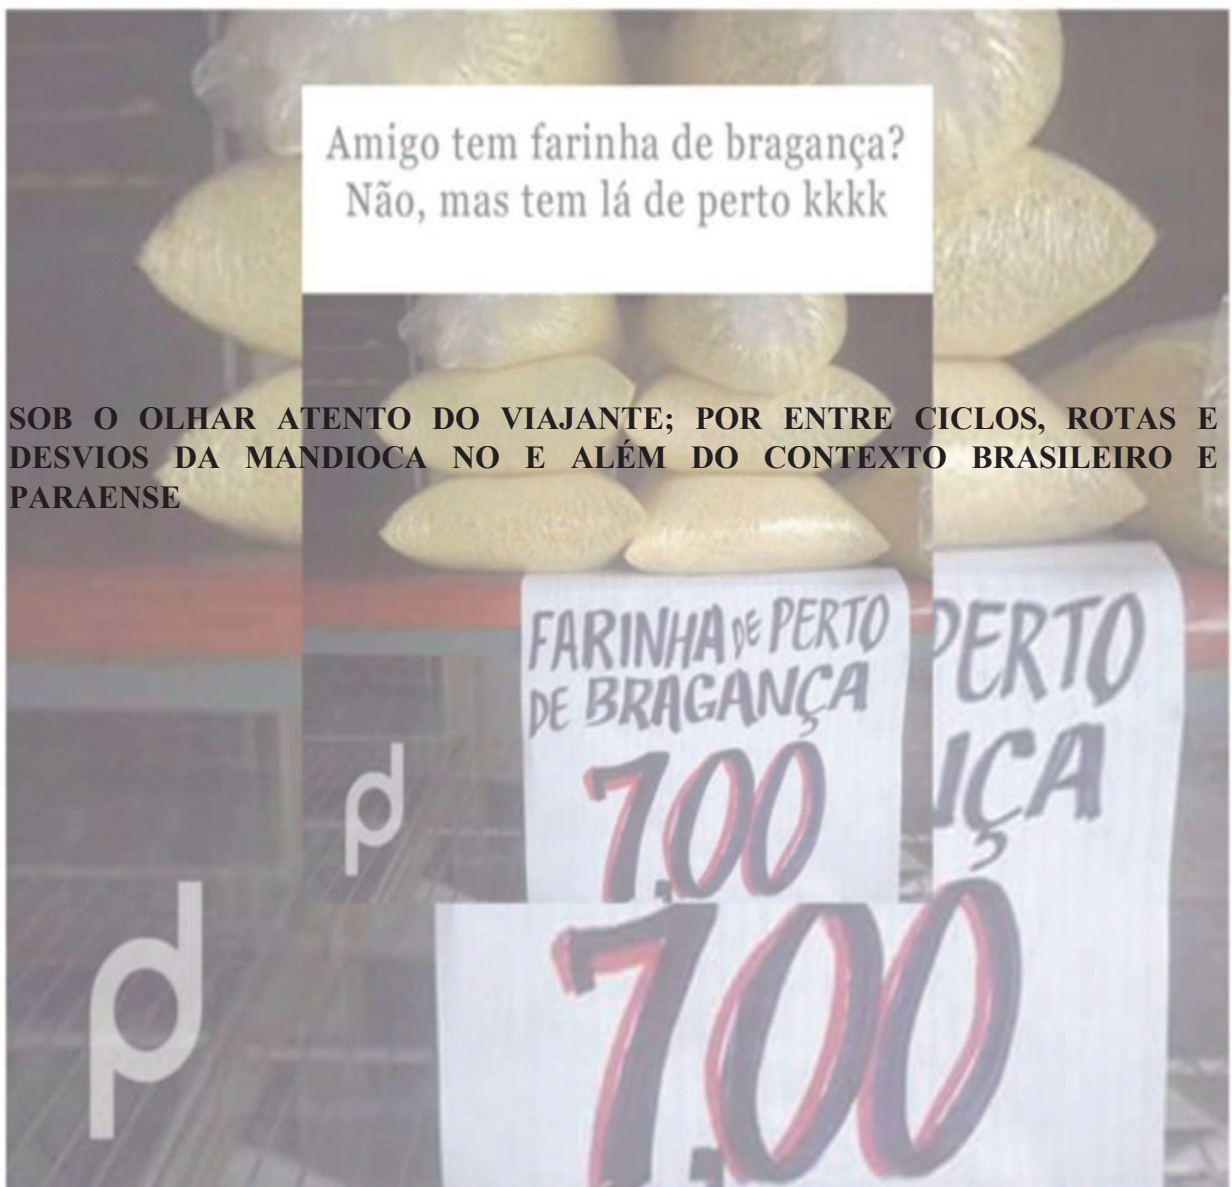 Amigo tem farinha de bragança?
Não, mas tem lá de perto kkkk
SOB O OLHAR ATENTO DO VIAJANTE; POR ENTRE CICLOS, ROTAS E
DESVIOS DA MANDIOCA NO E ALÉM DO CONTEXTO BRASILEIRO E
PARAENSE
FARINHA DE PERTO
DE BRAGANÇA
7.00
PERTO
ÇA
7.00